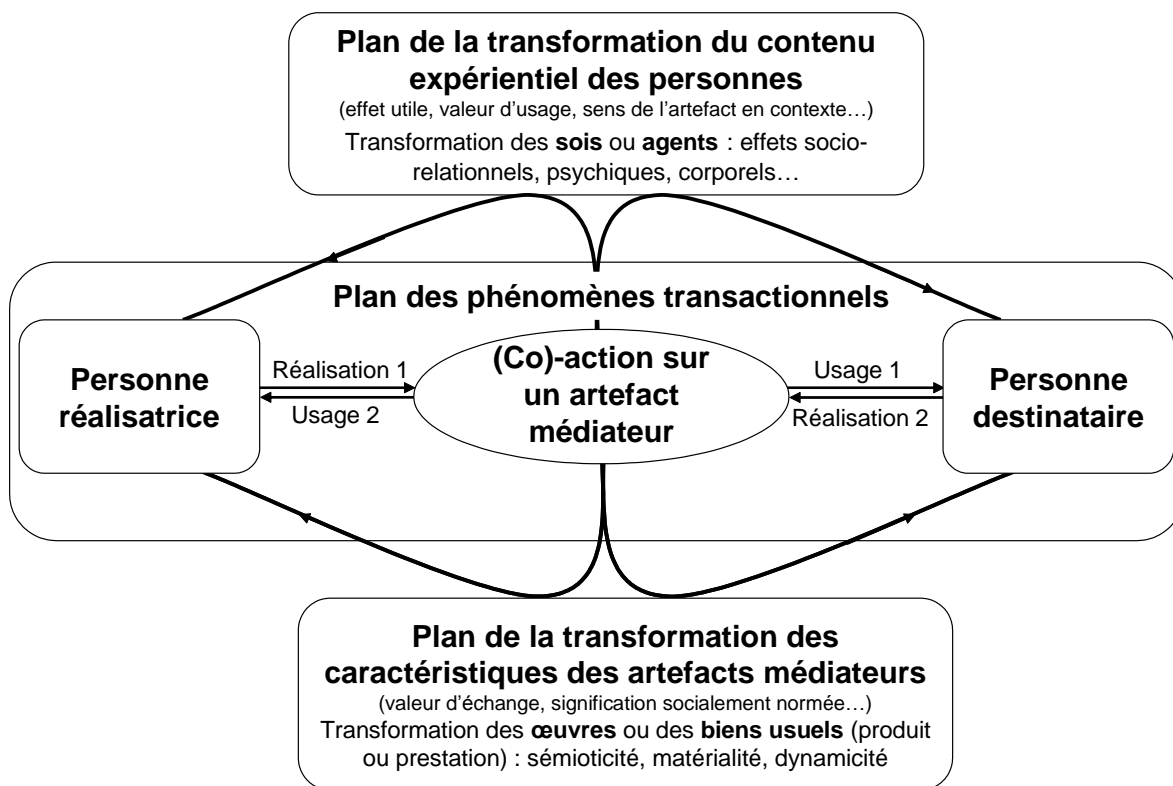 Plan de la transformation du contenu
expérientiel des personnes
(effet utile, valeur d’usage, sens de l’artefact en contexte…)
Transformation des sois ou agents : effets socio-
relationnels, psychiques, corporels…
Plan des phénomènes transactionnels
Personne
réalisatrice
Réalisation 1
Usage 2
(Co)-action sur
un artefact
médiateur
Usage 1
Réalisation 2
Personne
destinataire
Plan de la transformation des
caractéristiques des artefacts médiateurs
(valeur d’échange, signification socialement normée…)
Transformation des œuvres ou des biens usuels (produit
ou prestation) : sémioticité, matérialité, dynamicité